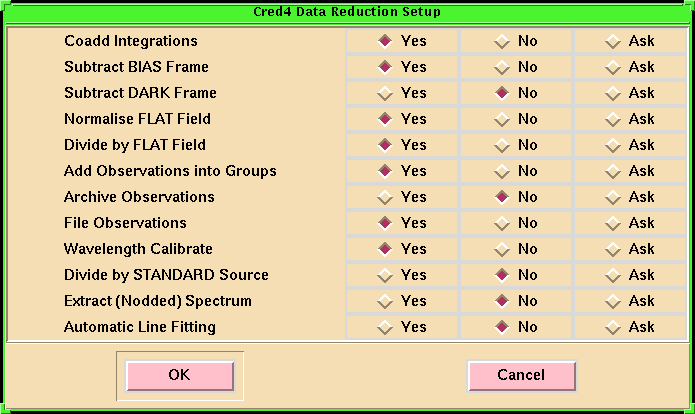 Cred4 Data Reduction Setup
Coadd Integrations Yes No Ask
Subtract BIAS Frame Yes No Ask
Subtract DARK Frame Yes No Ask
Normalise FLAT Field Yes No Ask
Divide by FLAT Field Yes No Ask
Add Observations into Groups Yes No Ask
Archive Observations Yes No Ask
File Observations Yes No Ask
Wavelength Calibrate Yes No Ask
Divide by STANDARD Source Yes No Ask
Extract (Nodded) Spectrum Yes No Ask
Automatic Line Fitting Yes No Ask
OK Cancel